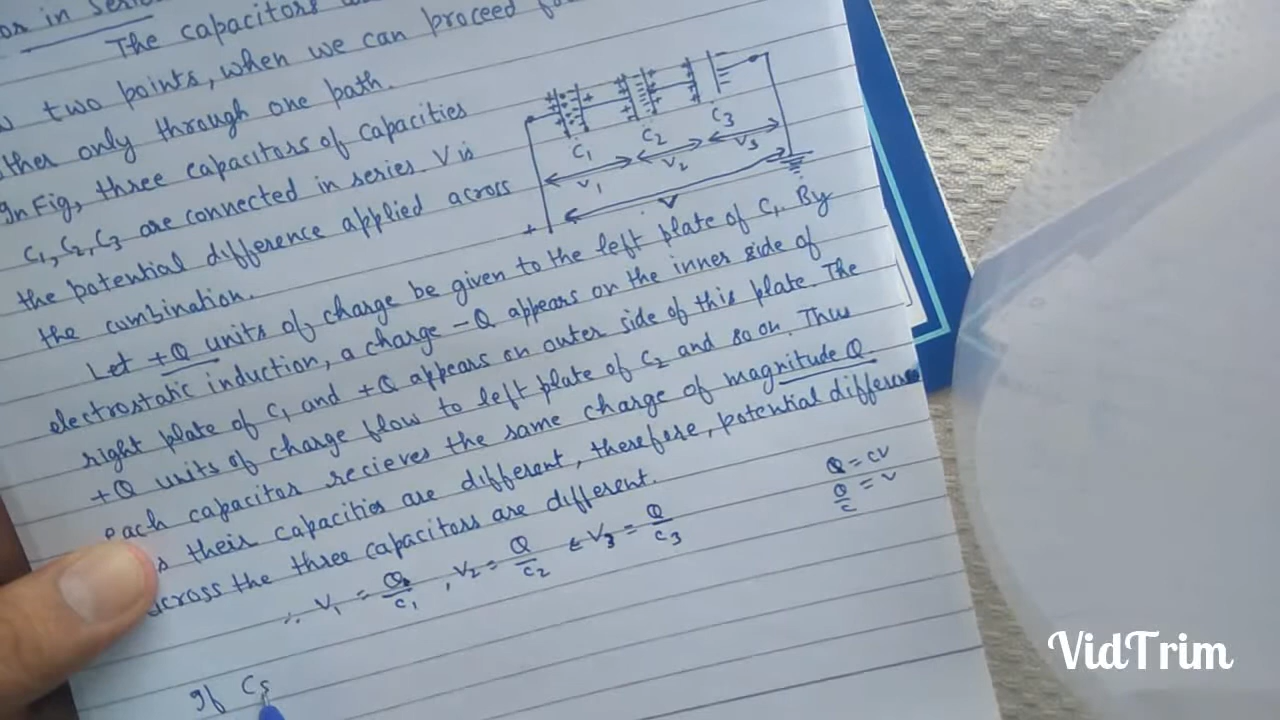 or in Series
The capacitors
two points, when we can proceed
ther only through one path.
In Fig, three capacitors of capacities
C1, C2, C3 are connected in series. V is
the potential difference applied across
the combination.
C1 C2 C3
V1 V2 V3
V
+
Let +Q units of charge be given to the left plate of C1. By
electrostatic induction, a charge -Q appears on the inner side of
right plate of C1 and +Q appears on outer side of this plate. The
+Q units of charge flow to left plate of C2 and so on. Thus
each capacitor recieves the same charge of magnitude Q
s their capacities are different, therefore, potential difference
across the three capacitors are different.
∴ V1 = Q/C1, V2 = Q/C2 & V3 = Q/C3
Q = CV
Q/C = V
If Cs
VidTrim